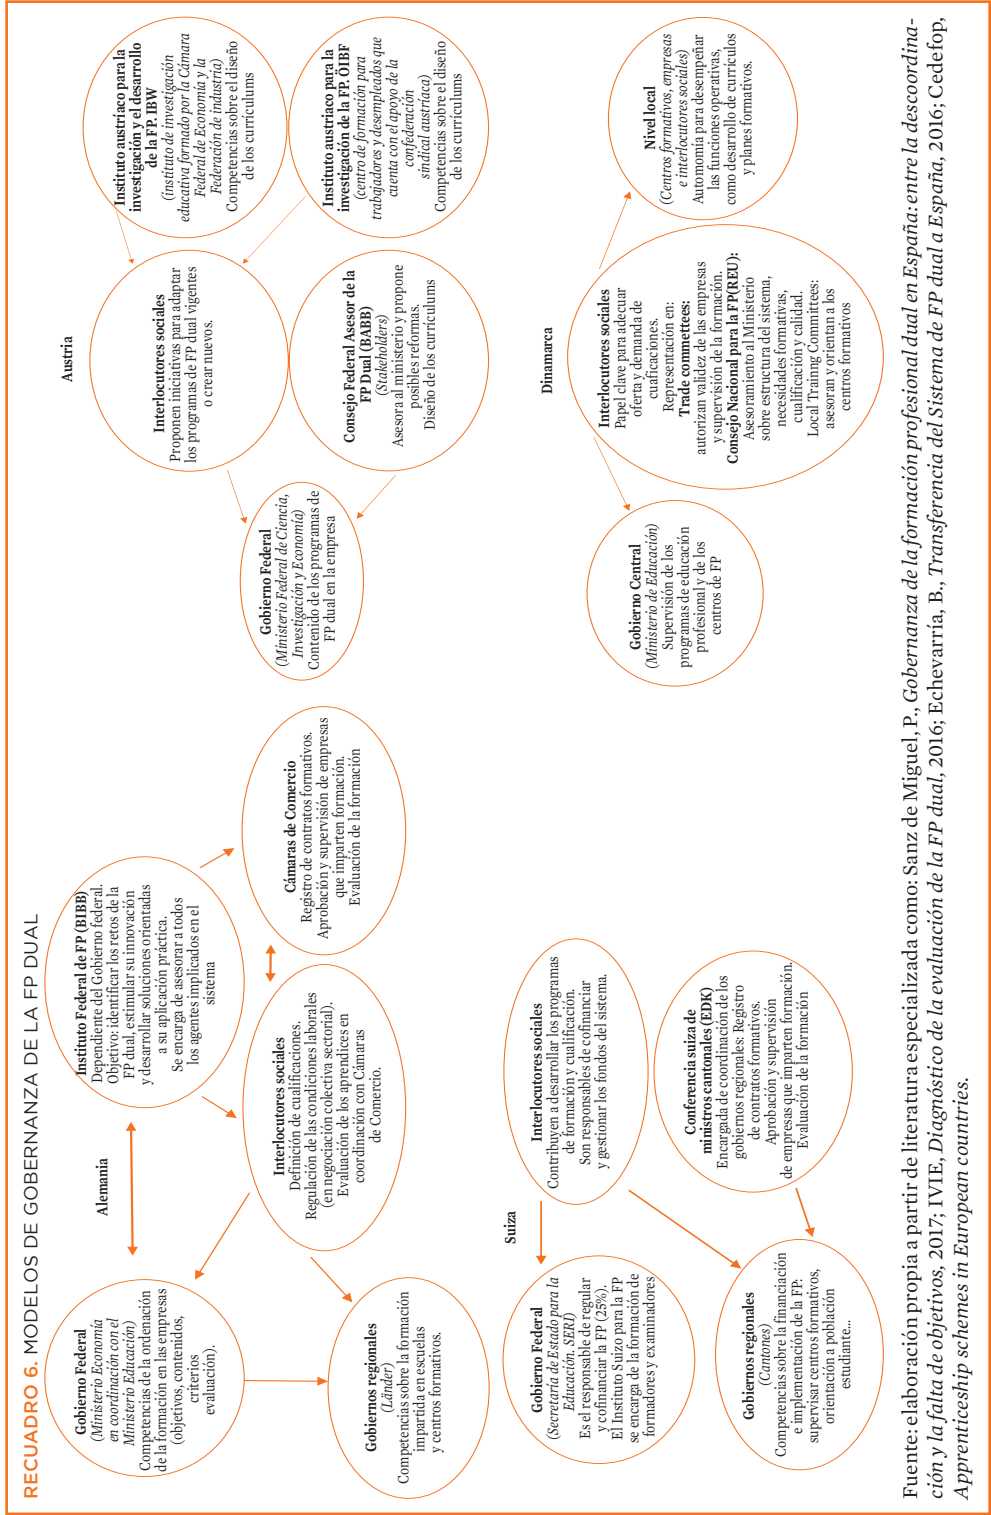 RECUADRO 6. MODELOS DE GOBERNANZA DE LA FP DUAL
Alemania
Gobierno Federal
(Ministerio Economía
en coordinación con el
Ministerio Educación)
Competencias de la ordenación
de la formación en las empresas
(objetivos, contenidos,
criterios
evaluación).
Instituto Federal de FP (BIBB)
Dependiente del Gobierno federal.
Objetivo: identificar los retos de la
FP dual, estimular su innovación
y desarrollar soluciones orientadas
a su aplicación práctica.
Se encarga de asesorar a todos
los agentes implicados en el
sistema
Gobiernos regionales
(Länder)
Competencias sobre la formación
impartida en escuelas
y centros formativos.
Interlocutores sociales
Definición de cualificaciones.
Regulación de las condiciones laborales
(en negociación colectiva sectorial).
Evaluación de los aprendices en
coordinación con Cámaras
de Comercio.
Cámaras de Comercio
Registro de contratos formativos.
Aprobación y supervisión de empresas
que imparten formación.
Evaluación de la formación
Austria
Gobierno Federal
(Ministerio Federal de Ciencia,
Investigación y Economía)
Contenido de los programas de
FP dual en la empresa
Interlocutores sociales
Proponen iniciativas para adaptar
los programas de FP dual vigentes
o crear nuevos.
Consejo Federal Asesor de la
FP Dual (BABB)
(Stakeholders)
Asesora al ministerio y propone
posibles reformas.
Diseño de los currículums
Instituto austríaco para la
investigación y el desarrollo
de la FP. IBW
(instituto de investigación
educativa formado por la Cámara
Federal de Economía y la
Federación de industria)
Competencias sobre el diseño
de los currículums
Instituto austriaco para la
investigación de la FP. ÖIBF
(centro de formación para
trabajadores y desempleados que
cuenta con el apoyo de la
confederación
sindical austríaca)
Competencias sobre el diseño
de los currículums
Suiza
Gobierno Federal
(Secretaría de Estado para la
Educación, SERI)
Es el responsable de regular
y cofinanciar la FP (25%).
El Instituto Suizo para la FP
se encarga de la formación de
formadores y examinadores
Interlocutores sociales
Contribuyen a desarrollar los programas
de formación y cualificación.
Son responsables de cofinanciar
y gestionar los fondos del sistema.
Gobiernos regionales
(Cantones)
Competencias sobre la financiación
e implementación de la FP:
supervisar centros formativos,
orientación a población
estudiante...
Conferencia suiza de
ministros cantonales (EDK)
Encargada de coordinación de los
gobiernos regionales: Registro
de contratos formativos.
Aprobación y supervisión
de empresas que imparten formación.
Evaluación de la formación
Dinamarca
Gobierno Central
(Ministerio de Educación)
Supervisión de los
programas de educación
profesional y de los
centros de FP
Interlocutores sociales
Papel clave para adecuar
oferta y demanda de
cuaficaciones.
Representación en:
Trade commettees:
autorizan validez de las empresas
y supervisión de la formación.
Consejo Nacional para la FP(REU):
Asesoramiento al Ministerio
sobre estructura del sistema,
necesidades formativas,
cualificación y calidad.
Local Trainng Committees:
asesoran y orientan a los
centros formativos
Nivel local
(Centros formativos, empresas
e interlocutores sociales)
Autonomía para desempeñar
las funciones operativas,
como desarrollo de currículos
y planes formativos.
Fuente: elaboración propia a partir de literatura especializada como: Sanz de Miguel, P., Gobernanza de la formación profesional dual en España: entre la descoordina-
ción y la falta de objetivos, 2017; IVIE, Diagnóstico de la evaluación de la FP dual, 2016; Echevarría, B., Transferencia del Sistema de FP dual a España, 2016; Cedefop,
Apprenticeship schemes in European countries.